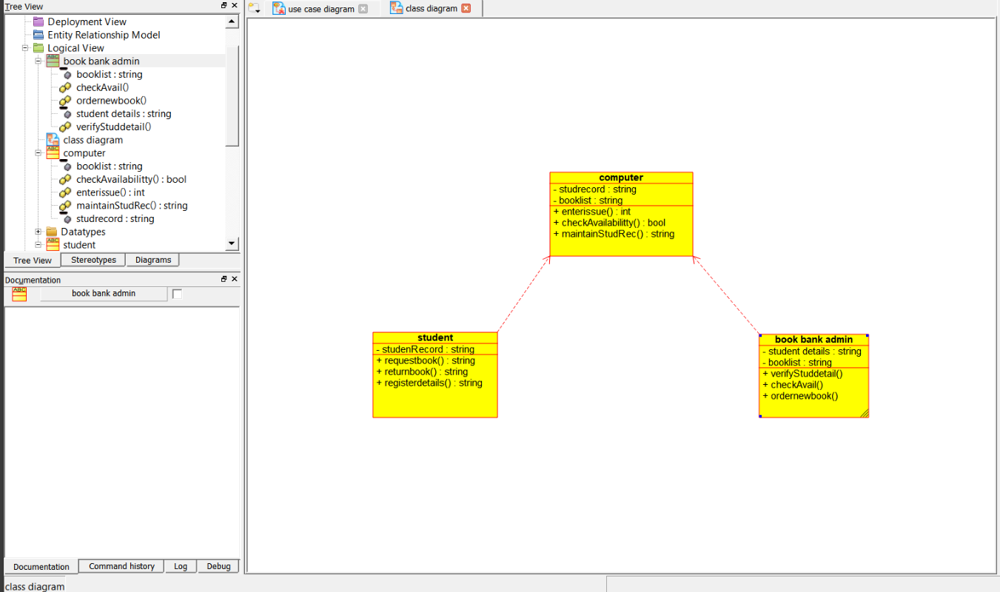 Tree View
Deployment View
Entity Relationship Model
Logical View
book bank admin
booklist : string
checkAvail()
ordernewbook()
student details : string
verifyStuddetail()
class diagram
computer
booklist : string
checkAvailabilitty() : bool
enterissue() : int
maintainStudRec() : string
studrecord : string
Datatypes
student
Tree View Stereotypes Diagrams
Documentation
book bank admin
Documentation Command history Log Debug
class diagram
use case diagram class diagram
computer
- studrecord : string
- booklist : string
+ enterissue() : int
+ checkAvailabilitty() : bool
+ maintainStudRec() : string
student
- studenRecord : string
+ requestbook() : string
+ returnbook() : string
+ registerdetails() : string
book bank admin
- student details : string
- booklist : string
+ verifyStuddetail()
+ checkAvail()
+ ordernewbook()